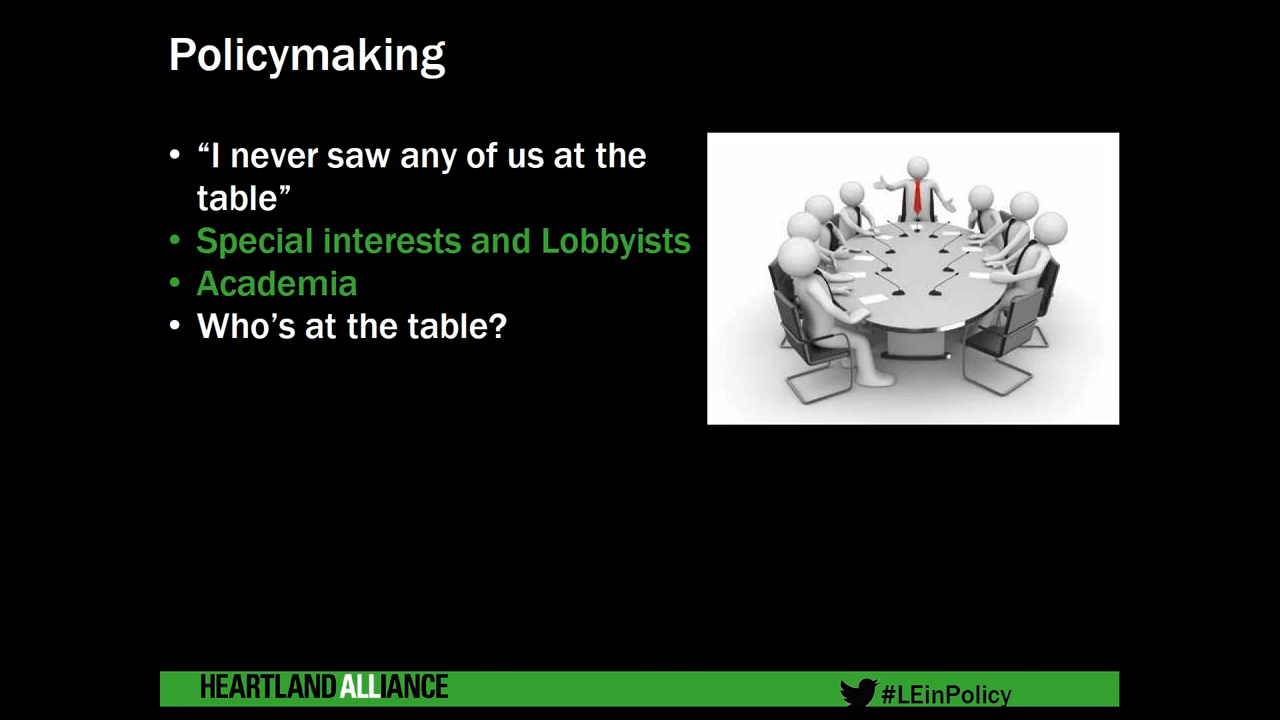 Policymaking
• “I never saw any of us at the
table”
• Special interests and Lobbyists
• Academia
• Who’s at the table?
HEARTLAND ALLIANCE
#LEinPolicy